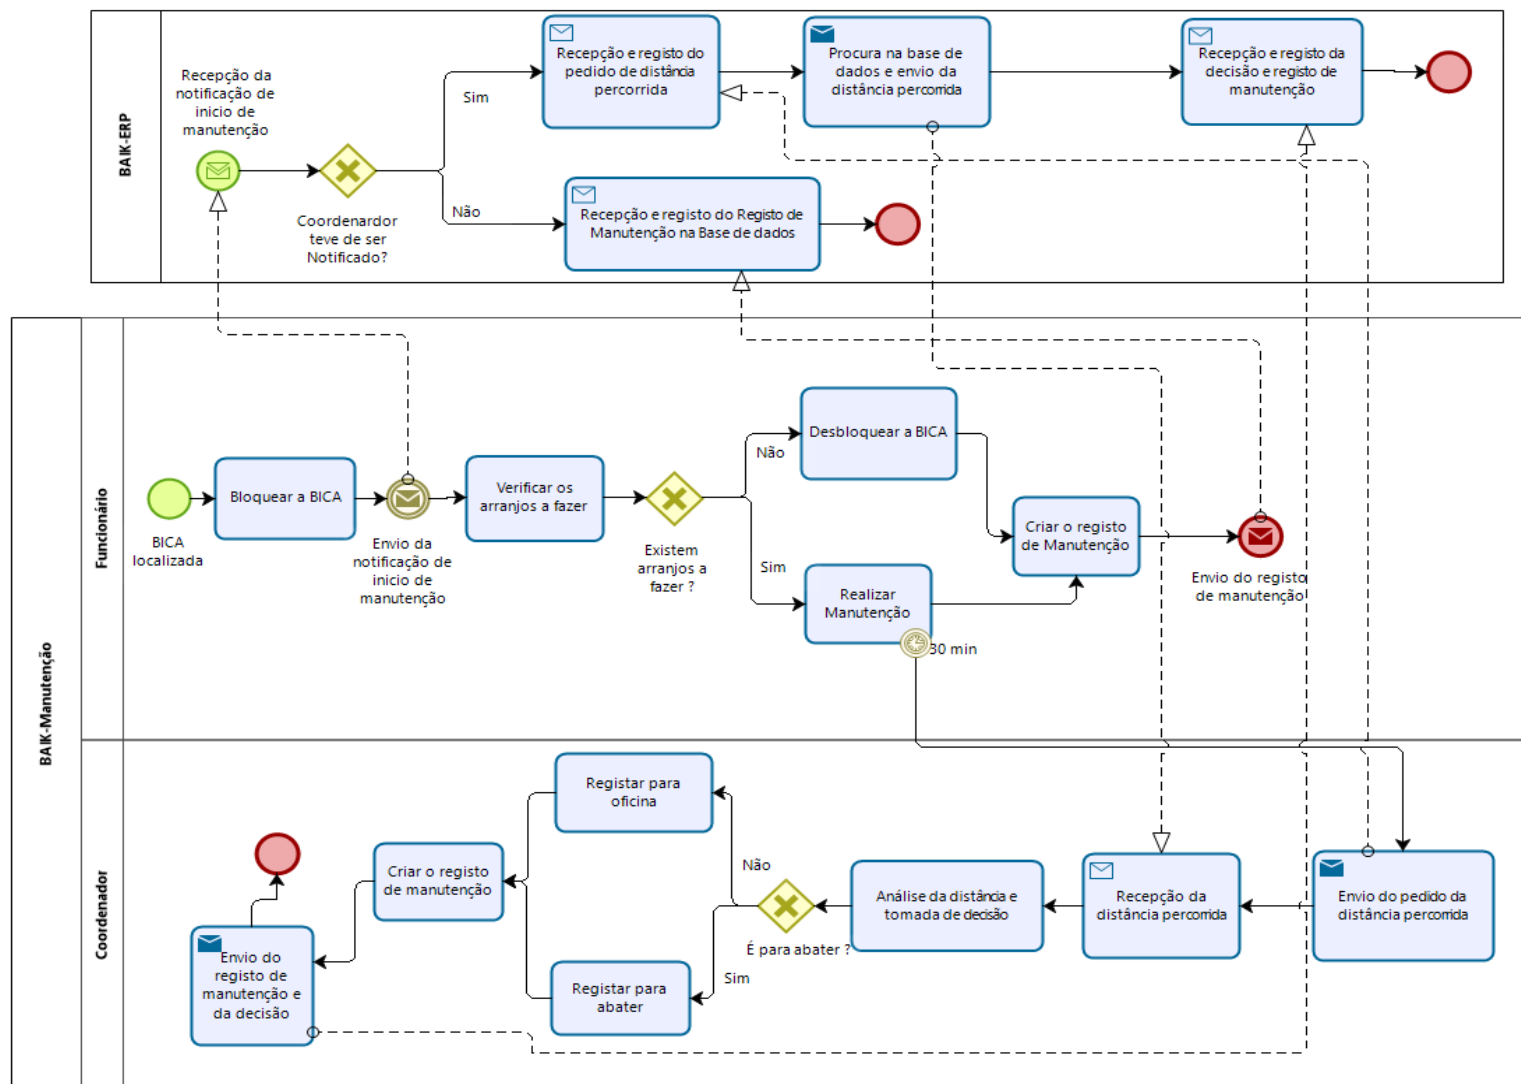 BAIK-ERP
Recepção da
notificação de
inicio de
manutenção
Coordenardor
teve de ser
Notificado?
Sim
Não
Recepção e registo do
pedido de distância
percorrida
Procura na base de
dados e envio da
distância percorrida
Recepção e registo da
decisão e registo de
manutenção
Recepção e registo do Registo de
Manutenção na Base de dados
BAIK-Manutenção
Funcionário
BICA
localizada
Bloquear a BICA
Envio da
notificação de
inicio de
manutenção
Verificar os
arranjos a fazer
Existem
arranjos a
fazer ?
Não
Sim
Desbloquear a BICA
Realizar
Manutenção
30 min
Criar o registo
de Manutenção
Envio do registo
de manutenção
Coordenador
Envio do pedido da
distância percorrida
Recepção da
distância percorrida
Análise da distância e
tomada de decisão
É para abater ?
Não
Sim
Registar para
oficina
Registar para
abater
Criar o registo
de manutenção
Envio do
registo de
manutenção e
da decisão